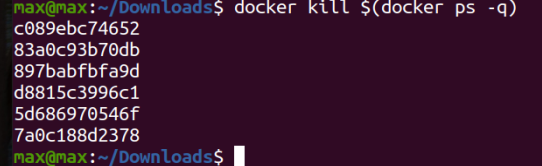 max@max:~/Downloads$ docker kill $(docker ps -q)
c089ebc74652
83a0c93b70db
897babfbfa9d
d8815c3996c1
5d686970546f
7a0c188d2378
max@max:~/Downloads$